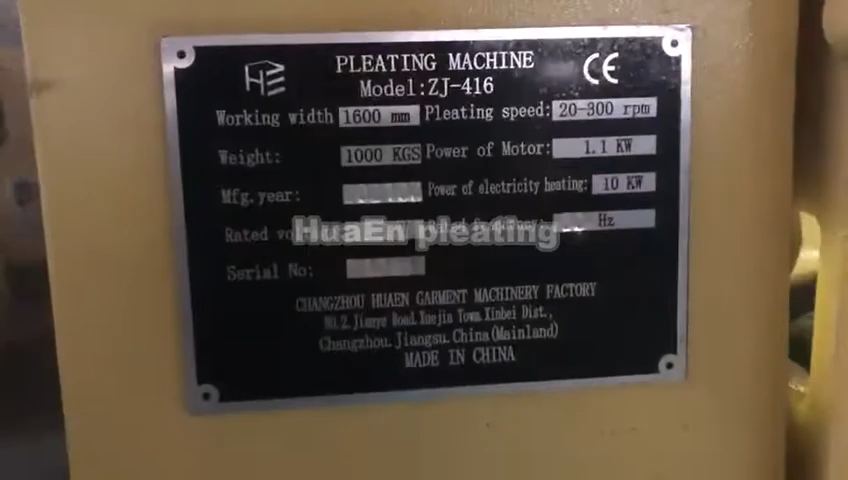 HE
PLEATING MACHINE
CE
Model:ZJ-416
Working width 1600 mm Pleating speed: 20-300 rpm
Weight: 1000 KGS Power of Motor: 1.1 KW
Mfg.year: Power of electricity heating: 10 KW
Rated Hz
HuaEn pleating
Serial No:
CHANGZHOU HUAEN GARMENT MACHINERY FACTORY
NO.2.Jianye Road.Xuejia Town.Xinbei Dist.,
Changzhou.Jiangsu.China(Mainland)
MADE IN CHINA